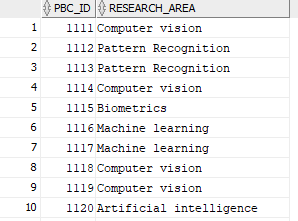 PBC_ID RESEARCH_AREA
1 1111 Computer vision
2 1112 Pattern Recognition
3 1113 Pattern Recognition
4 1114 Computer vision
5 1115 Biometrics
6 1116 Machine learning
7 1117 Machine learning
8 1118 Computer vision
9 1119 Computer vision
10 1120 Artificial intelligence